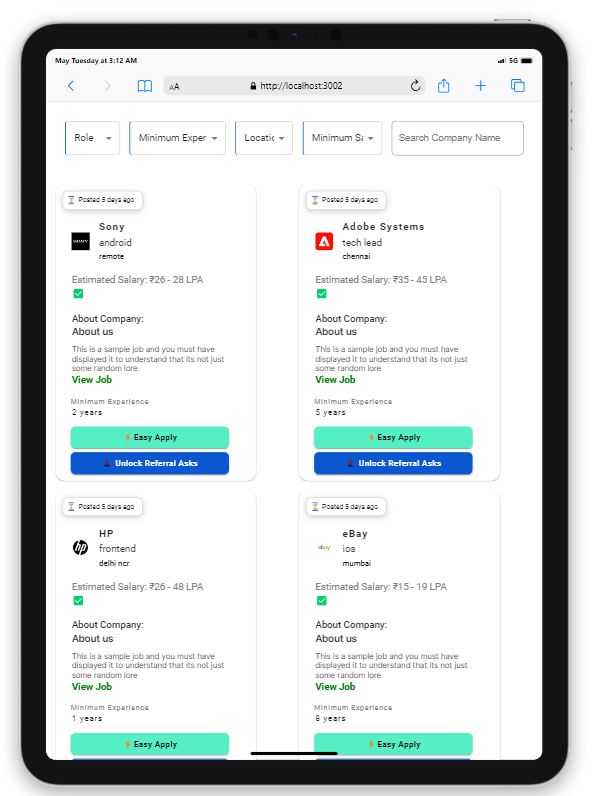 May Tuesday at 3:12 AM
5G
AA
http://localhost:3002
Role
Minimum Exper
Locatic
Minimum Sa
Search Company Name
Posted 5 days ago
SONY
Sony
android
remote
Estimated Salary: ₹26 - 28 LPA
About Company:
About us
This is a sample job and you must have
displayed it to understand that its not just
some random lore
View Job
Minimum Experience
2 years
Easy Apply
Unlock Referral Asks
Posted 5 days ago
Adobe Systems
tech lead
chennai
Estimated Salary: ₹35 - 45 LPA
About Company:
About us
This is a sample job and you must have
displayed it to understand that its not just
some random lore
View Job
Minimum Experience
5 years
Easy Apply
Unlock Referral Asks
Posted 5 days ago
hp
HP
frontend
delhi ncr
Estimated Salary: ₹26 - 48 LPA
About Company:
About us
This is a sample job and you must have
displayed it to understand that its not just
some random lore
View Job
Minimum Experience
1 years
Easy Apply
Posted 5 days ago
ebay
eBay
ios
mumbai
Estimated Salary: ₹15 - 19 LPA
About Company:
About us
This is a sample job and you must have
displayed it to understand that its not just
some random lore
View Job
Minimum Experience
8 years
Easy Apply